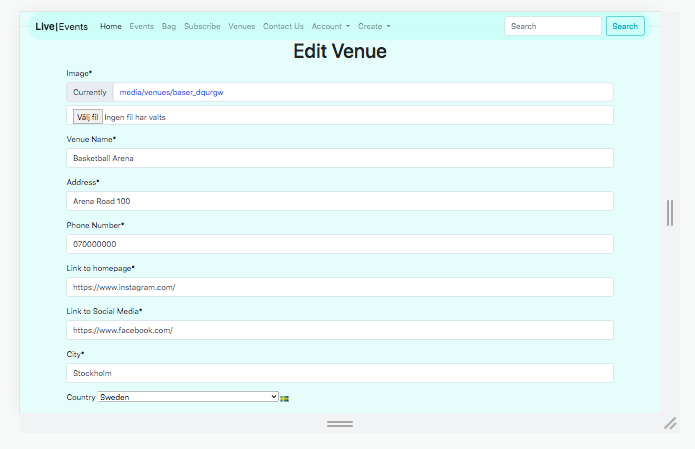 Live|Events Home Events Bag Subscribe Venues Contact Us Account Create Search Search
Edit Venue
Image*
Currently media/venues/baser_dqurgw
Välj fil Ingen fil har valts
Venue Name*
Basketball Arena
Address*
Arena Road 100
Phone Number*
070000000
Link to homepage*
https://www.instagram.com/
Link to Social Media*
https://www.facebook.com/
City*
Stockholm
Country Sweden